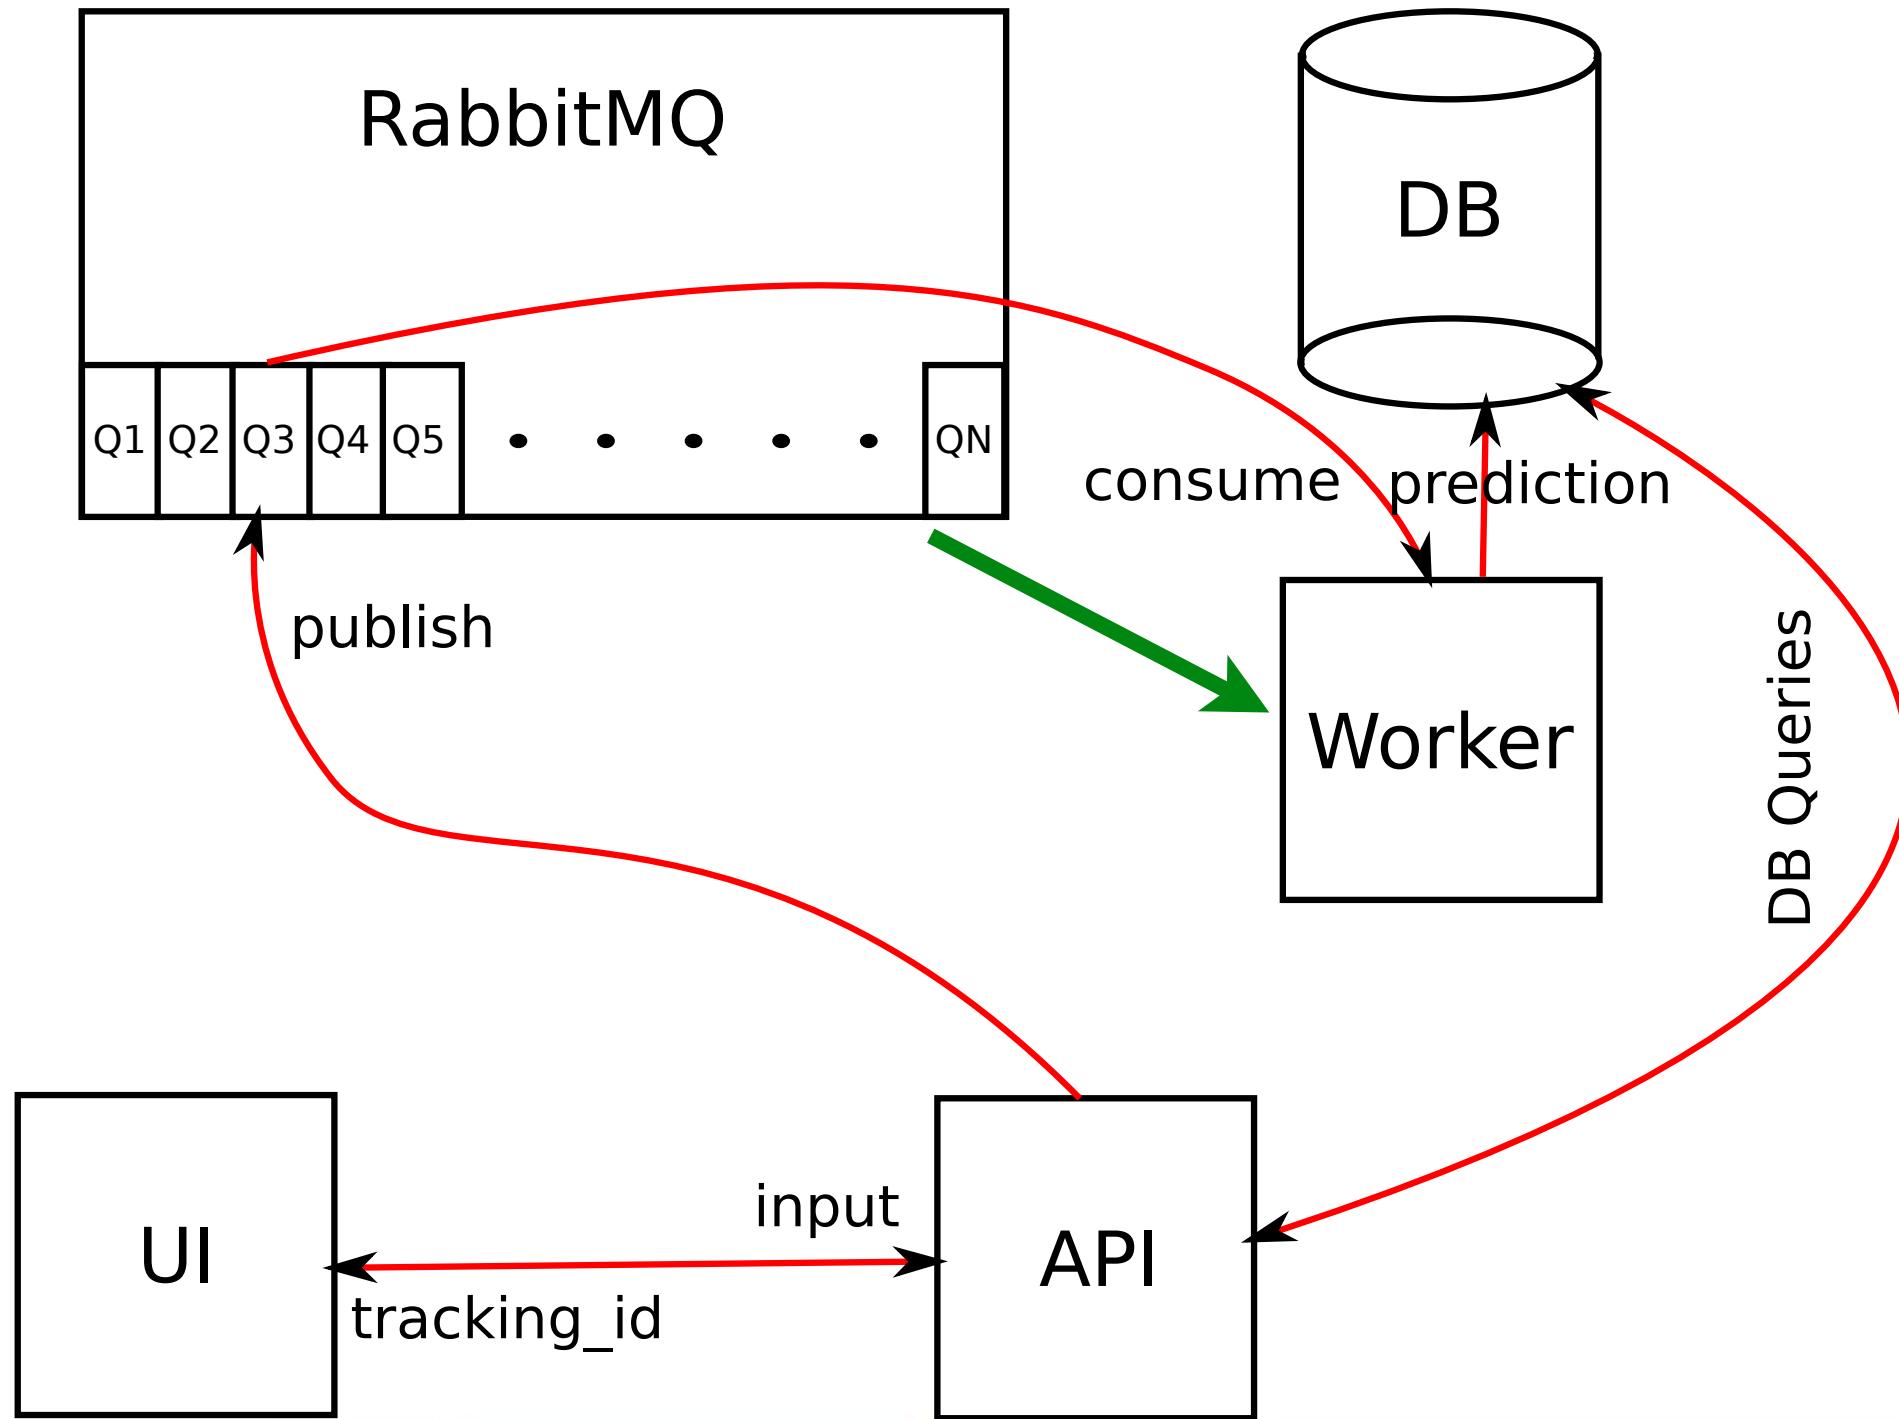 RabbitMQ
DB
Q1
Q2
Q3
Q4
Q5
QN
consume
prediction
publish
DB Queries
Worker
input
UI
API
tracking_id